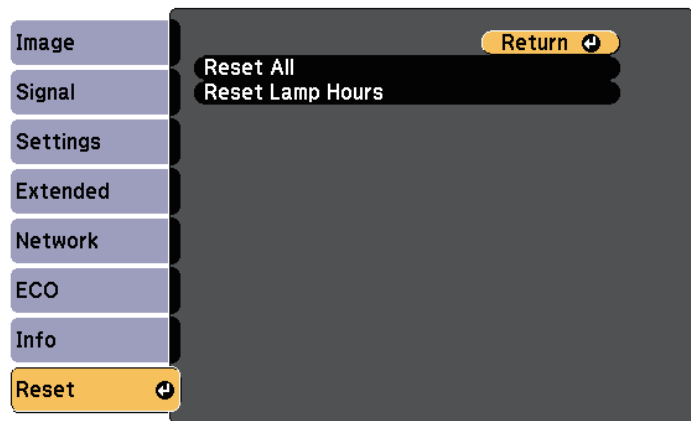 Image
Signal
Settings
Extended
Network
ECO
Info
Reset
Return
Reset All
Reset Lamp Hours